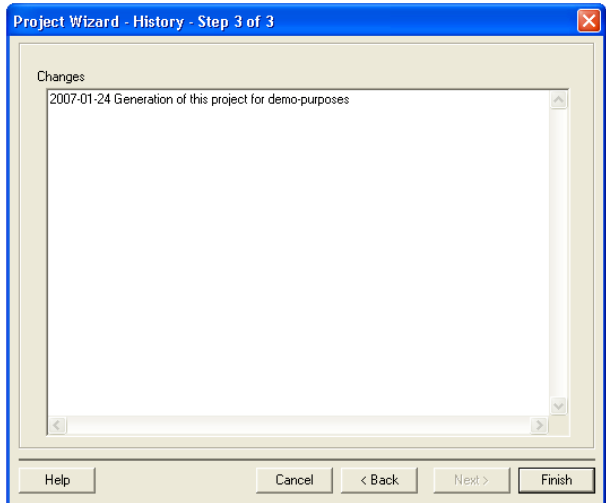 Project Wizard - History - Step 3 of 3
Changes
2007-01-24 Generation of this project for demo-purposes
Help
Cancel
< Back
Next >
Finish